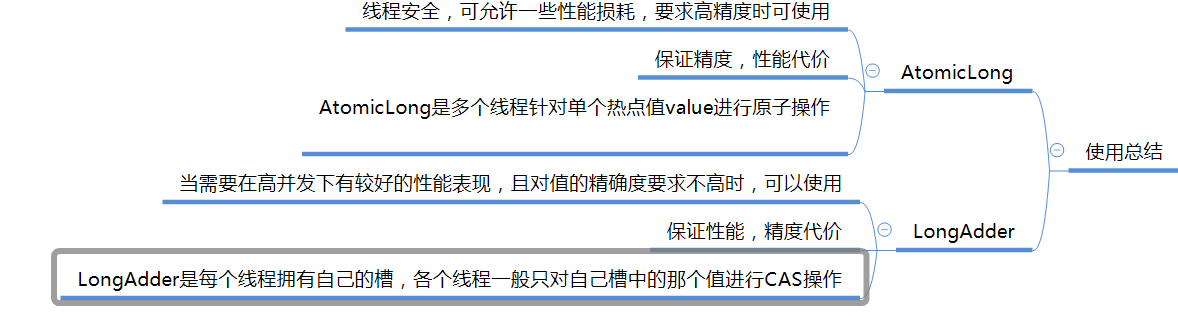 线程安全，可允许一些性能损耗，要求高精度时可使用
保证精度，性能代价
AtomicLong
AtomicLong是多个线程针对单个热点值value进行原子操作
使用总结
当需要在高并发下有较好的性能表现，且对值的精确度要求不高时，可以使用
保证性能，精度代价
LongAdder
LongAdder是每个线程拥有自己的槽，各个线程一般只对自己槽中的那个值进行CAS操作